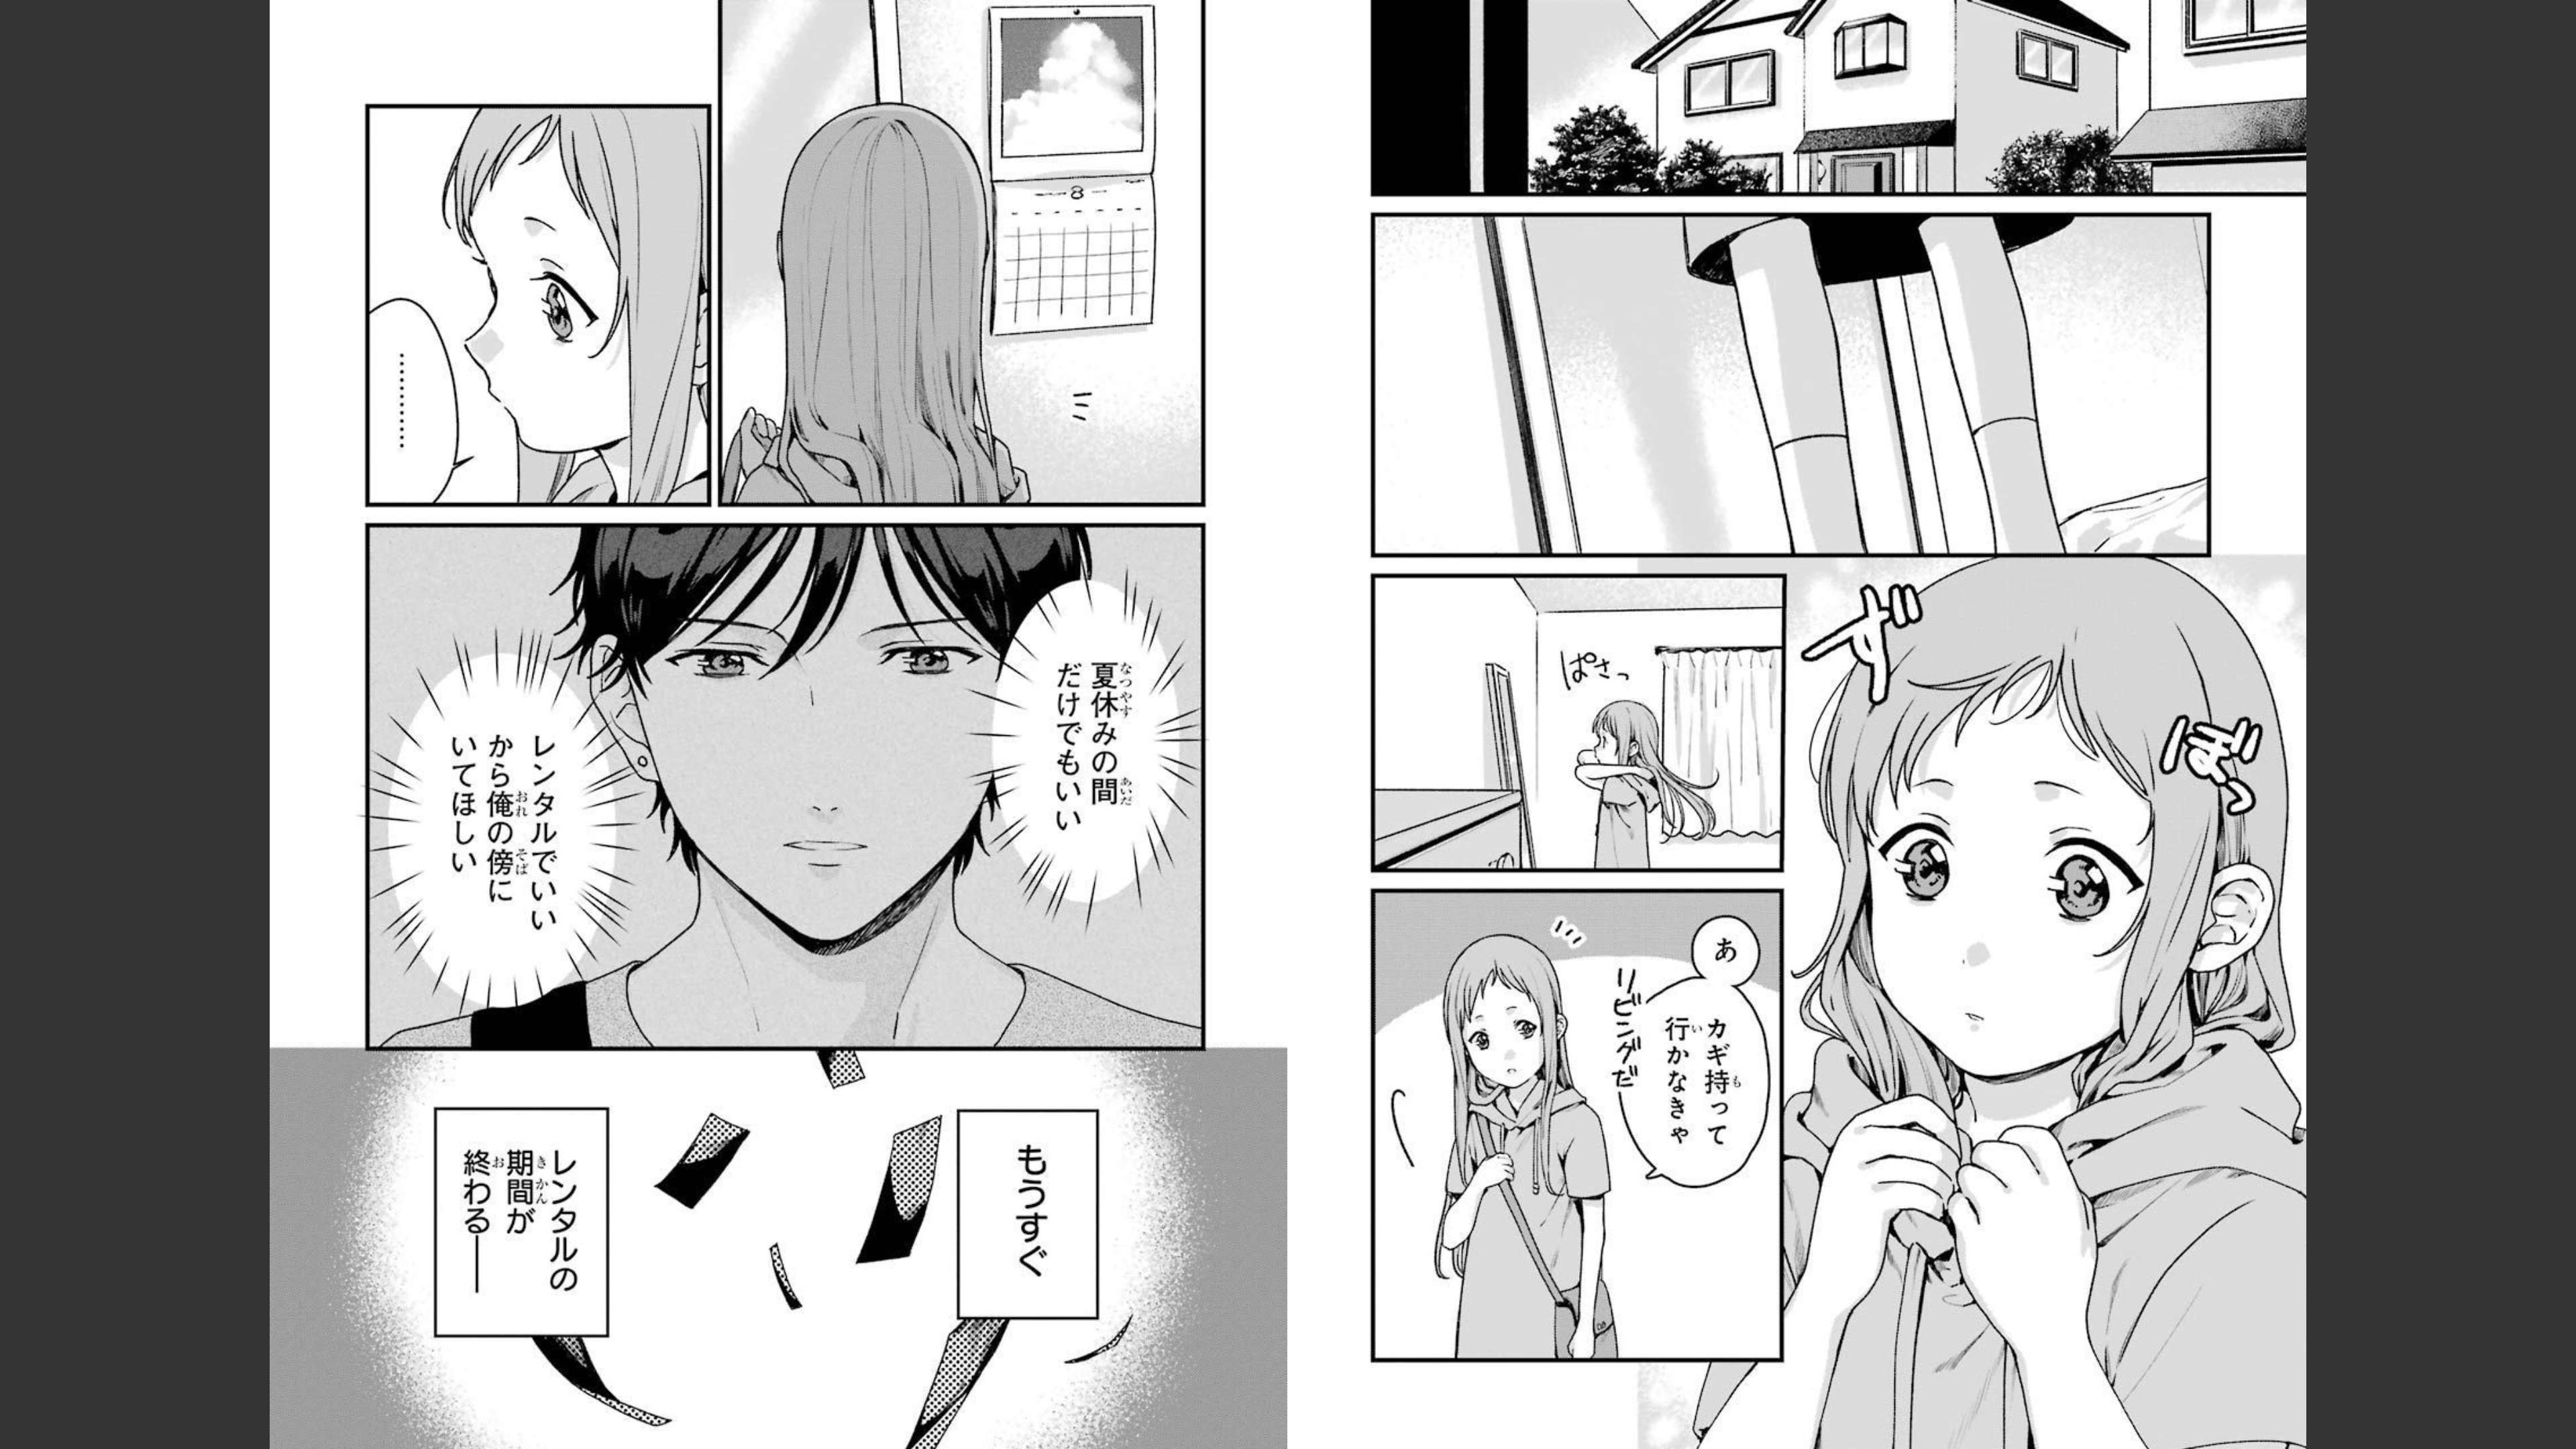 ずぼっ
ぱさっ
あ
カギ持って
行かなきゃ
リビングだ
8
………
夏休みの間
だけでもいい
レンタルでいい
から俺の傍に
いてほしい
もうすぐ
レンタルの
期間が
終わる――